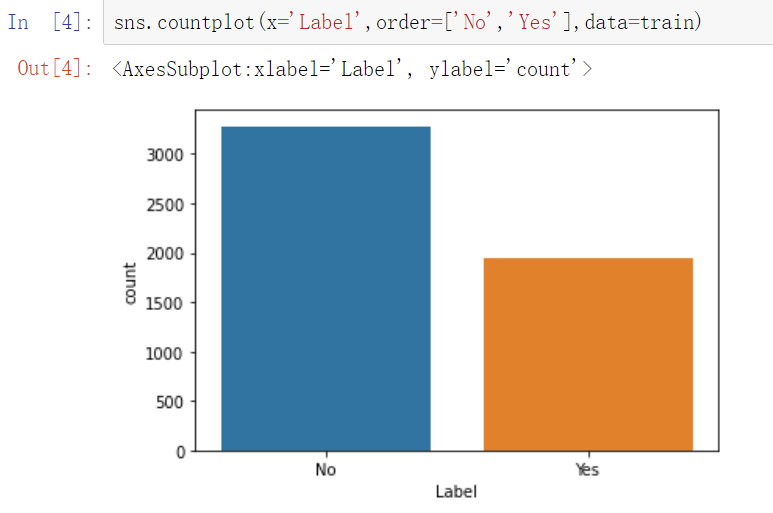 In [4]: sns.countplot(x='Label',order=['No','Yes'],data=train)
Out[4]: <AxesSubplot:xlabel='Label', ylabel='count'>
3000
2500
2000
1500
1000
500
0
count
No Yes
Label